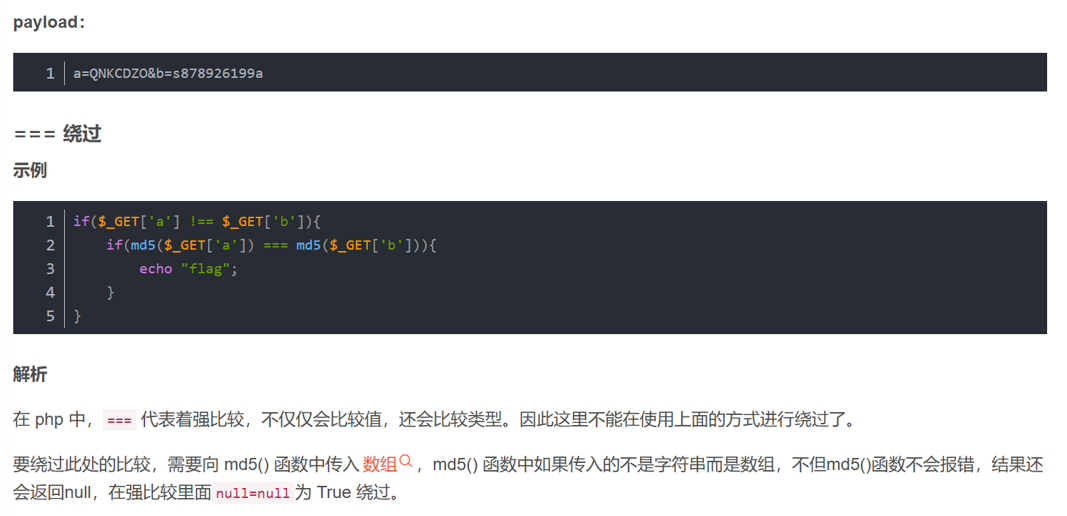 payload：
1 a=QNKCDZO&b=s878926199a
=== 绕过
示例
1 if($_GET['a'] !== $_GET['b']){
2 if(md5($_GET['a']) === md5($_GET['b'])){
3 echo "flag";
4 }
5 }
解析
在 php 中， === 代表着强比较，不仅仅会比较值，还会比较类型。因此这里不能在使用上面的方式进行绕过了。
要绕过此处的比较，需要向 md5() 函数中传入 数组 ，md5() 函数中如果传入的不是字符串而是数组，不但md5()函数不会报错，结果还
会返回null，在强比较里面 null=null 为 True 绕过。